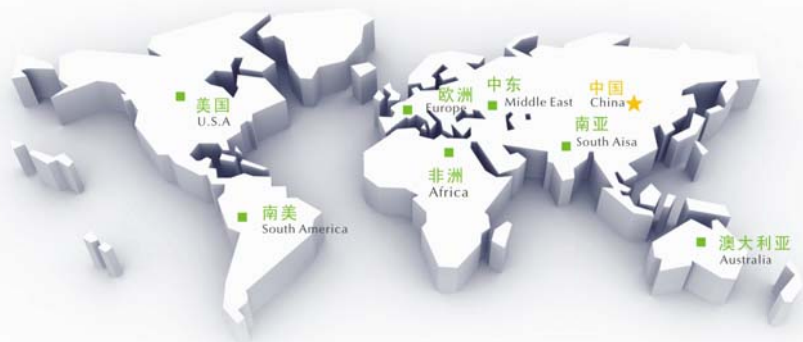 美国
U.S.A
欧洲
Europe
中东
Middle East
中国
China
南亚
South Aisa
非洲
Africa
南美
South America
澳大利亚
Australia